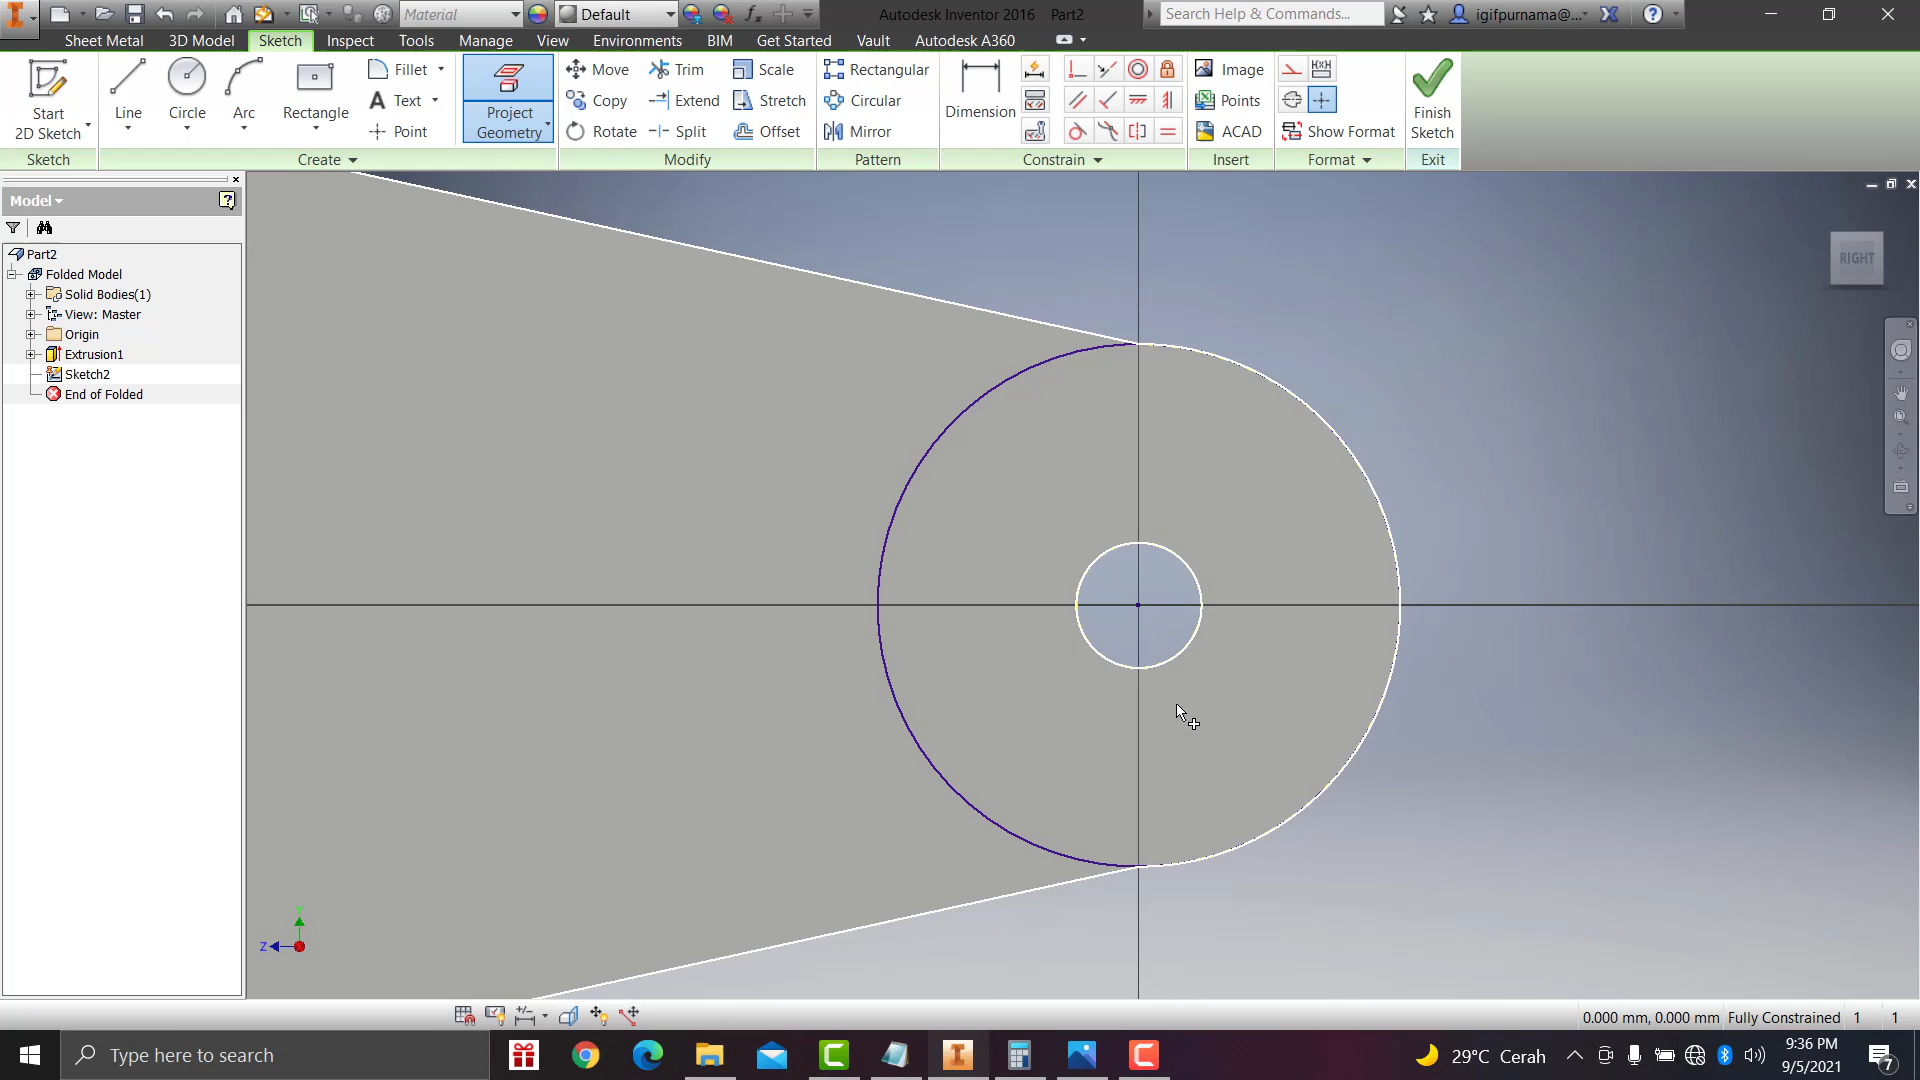 Material Default Autodesk Inventor 2016 Part2 Search Help & Commands... igifpurnama@...
Sheet Metal 3D Model Sketch Inspect Tools Manage View Environments BIM Get Started Vault Autodesk A360
Start
2D Sketch
Line
Circle
Arc
Rectangle
Fillet
Text
Point
Project
Geometry
Move
Copy
Rotate
Trim
Extend
Split
Scale
Stretch
Offset
Rectangular
Circular
Mirror
Dimension
Image
Points
ACAD
Show Format
Finish
Sketch
Sketch Create Modify Pattern Constrain Insert Format Exit
Model
Part2
Folded Model
Solid Bodies(1)
View: Master
Origin
Extrusion1
Sketch2
End of Folded
RIGHT
Y
Z
0.000 mm, 0.000 mm Fully Constrained 1 1
Type here to search
29°C Cerah
9:36 PM
9/5/2021
7